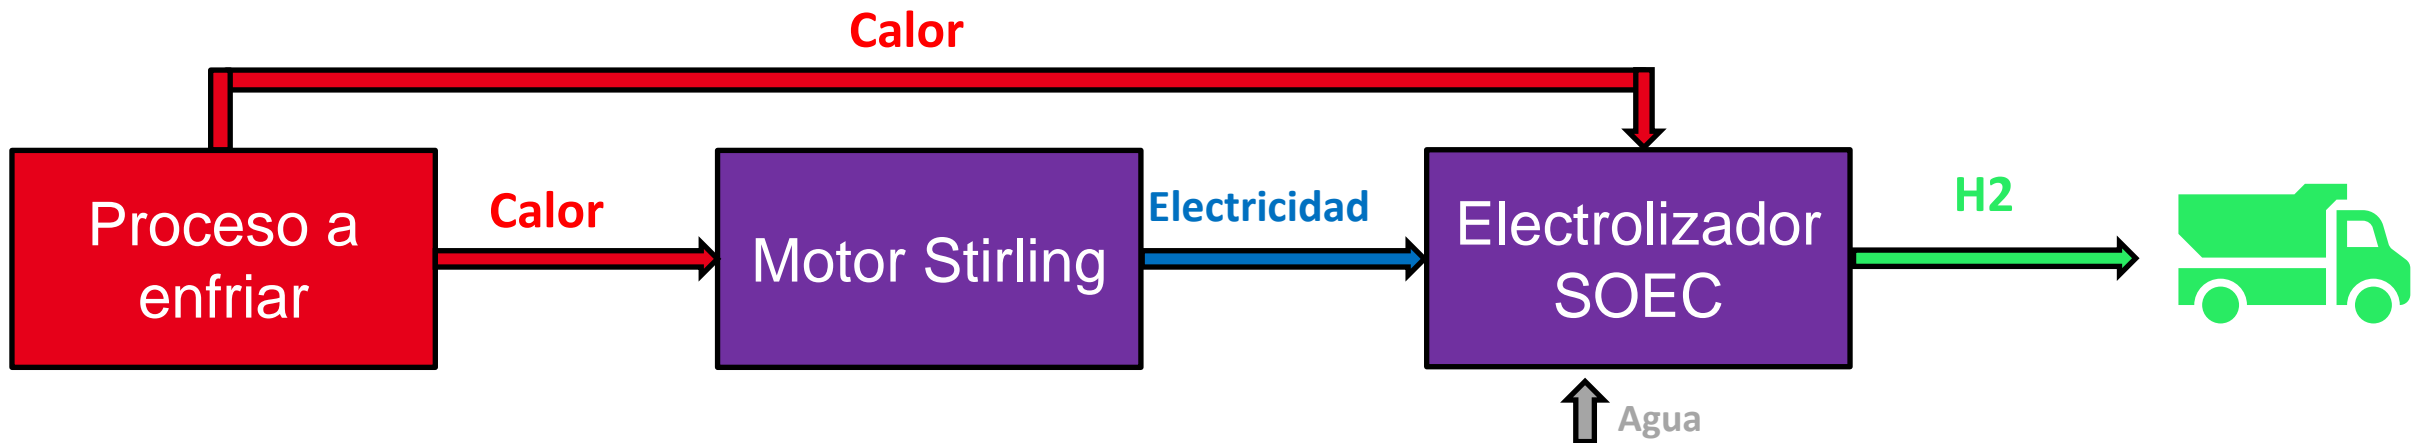 Calor
Proceso a
enfriar
Calor
Motor Stirling
Electricidad
Electrolizador
SOEC
H2
Agua